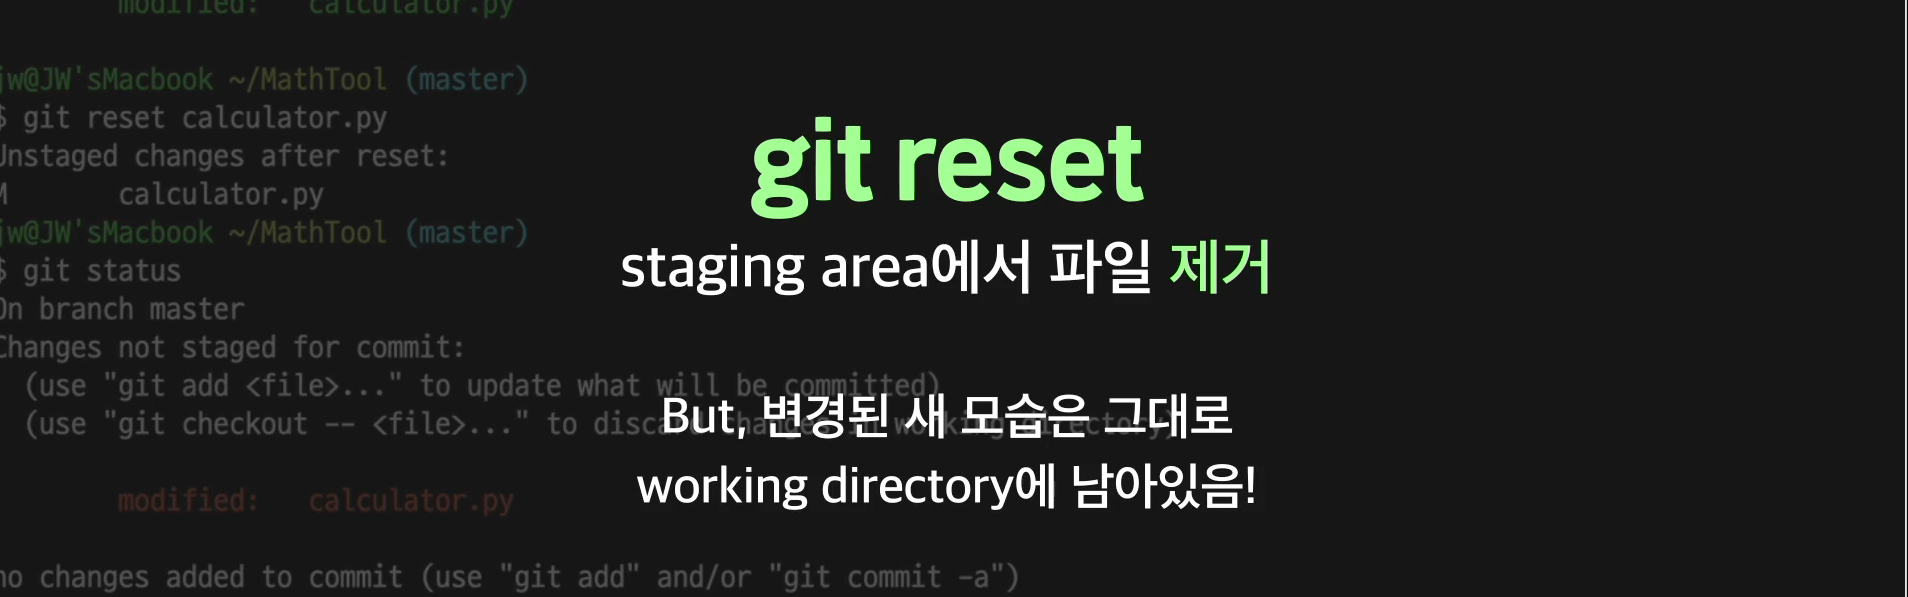 modified:   calculator.py
jw@JW'sMacbook ~/MathTool (master)
$ git reset calculator.py
Unstaged changes after reset:
M       calculator.py
jw@JW'sMacbook ~/MathTool (master)
$ git status
On branch master
Changes not staged for commit:
(use "git add <file>..." to update what will be committed)
(use "git checkout -- <file>..." to discard changes in working directory)
modified:   calculator.py
no changes added to commit (use "git add" and/or "git commit -a")
git reset
staging area에서 파일 제거
But, 변경된 새 모습은 그대로
working directory에 남아있음!